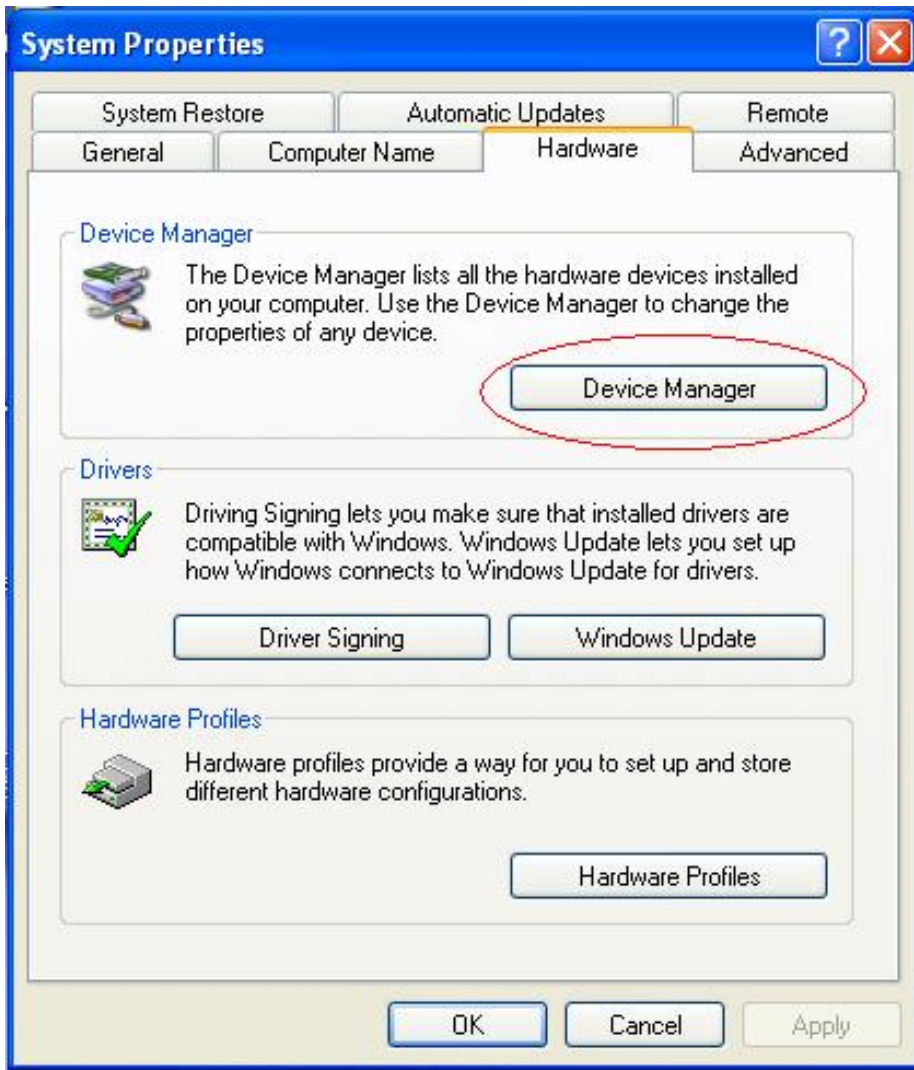 System Properties
System Restore Automatic Updates Remote
General Computer Name Hardware Advanced
Device Manager
The Device Manager lists all the hardware devices installed
on your computer. Use the Device Manager to change the
properties of any device.
Device Manager
Drivers
Driving Signing lets you make sure that installed drivers are
compatible with Windows. Windows Update lets you set up
how Windows connects to Windows Update for drivers.
Driver Signing Windows Update
Hardware Profiles
Hardware profiles provide a way for you to set up and store
different hardware configurations.
Hardware Profiles
OK Cancel Apply